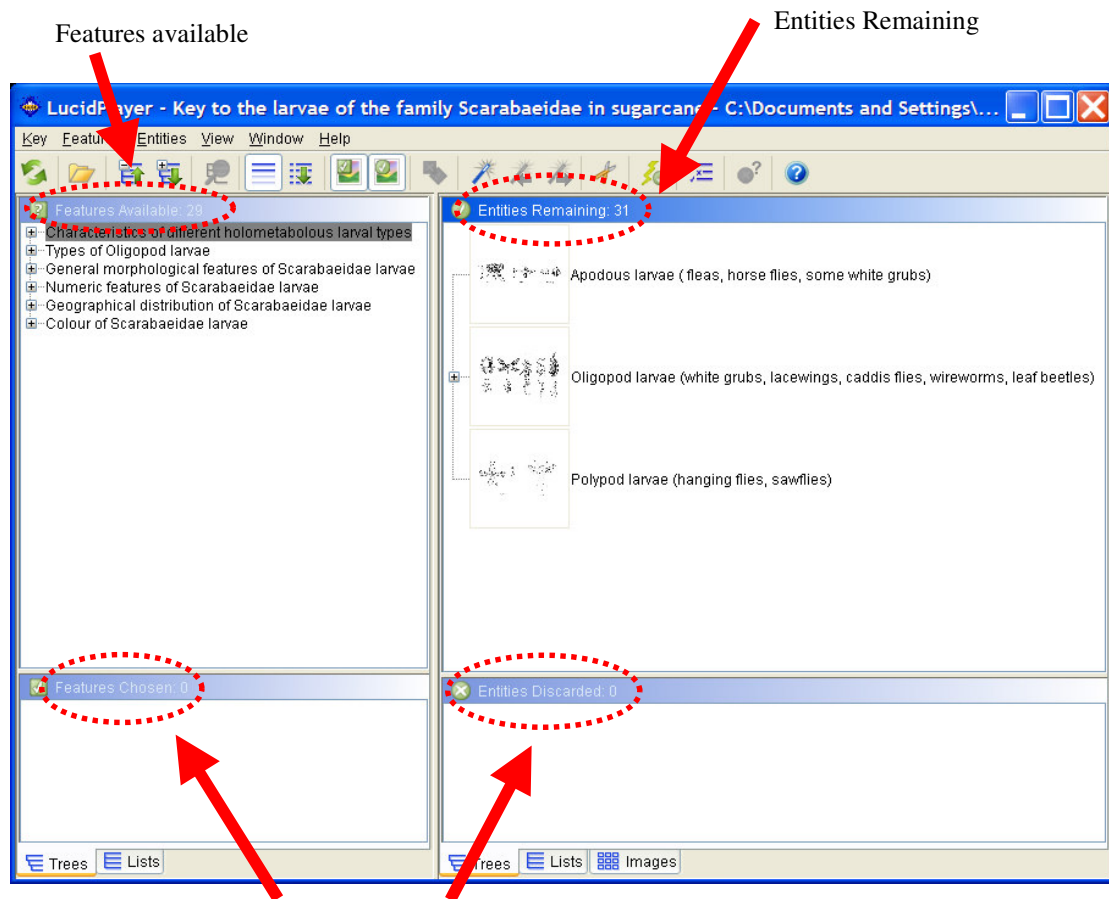 Features available
Entities Remaining
LucidPlayer - Key to the larvae of the family Scarabaeidae in sugarcane - C:\Documents and Settings\...
Key Features Entities View Window Help
Features Available: 29
Characteristics of different holometabolous larval types
Types of Oligopod larvae
General morphological features of Scarabaeidae larvae
Numeric features of Scarabaeidae larvae
Geographical distribution of Scarabaeidae larvae
Colour of Scarabaeidae larvae
Entities Remaining: 31
Apodous larvae ( fleas, horse flies, some white grubs)
Oligopod larvae (white grubs, lacewings, caddis flies, wireworms, leaf beetles)
Polypod larvae (hanging flies, sawflies)
Features Chosen: 0
Entities Discarded: 0
Trees Lists
Trees Lists Images